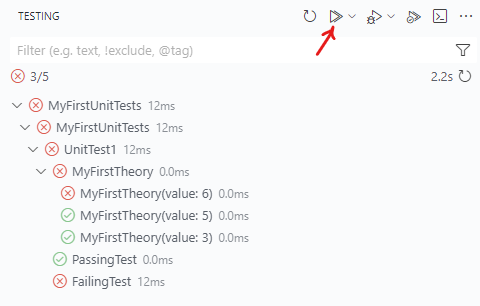 TESTING
Filter (e.g. text, !exclude, @tag)
3/5 2.2s
MyFirstUnitTests 12ms
MyFirstUnitTests 12ms
UnitTest1 12ms
MyFirstTheory 0.0ms
MyFirstTheory(value: 6) 0.0ms
MyFirstTheory(value: 5) 0.0ms
MyFirstTheory(value: 3) 0.0ms
PassingTest 0.0ms
FailingTest 12ms